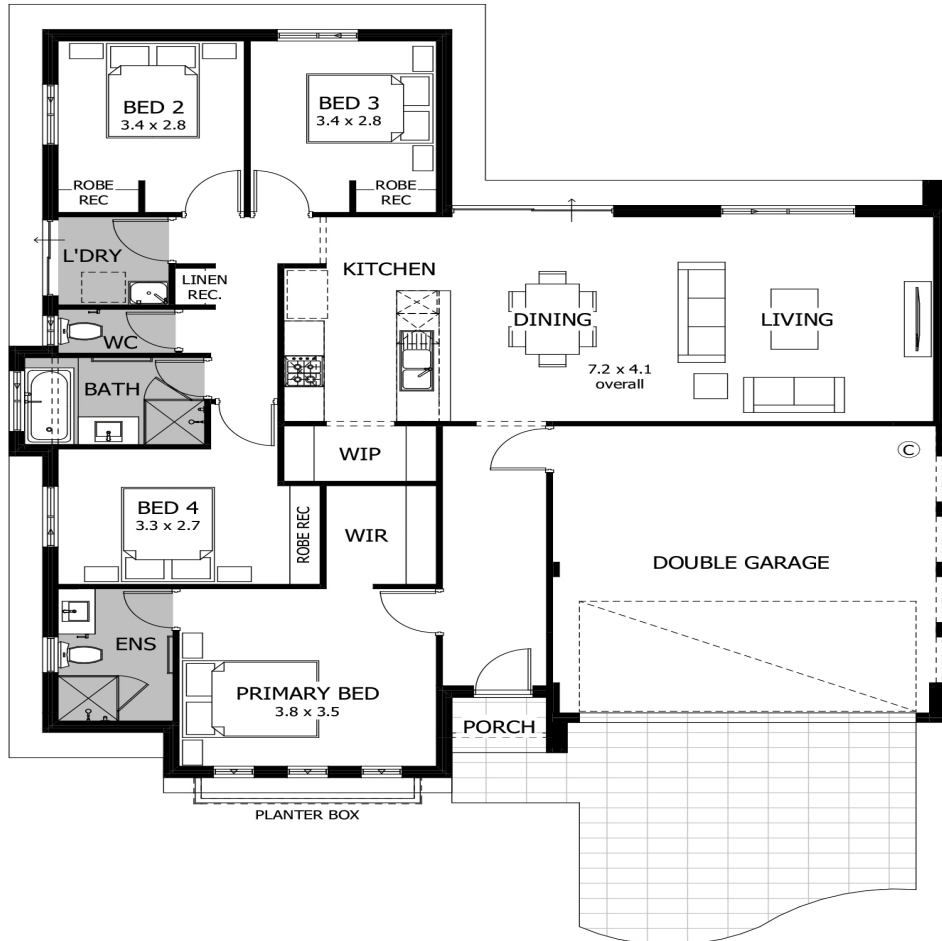 BED 2
3.4 x 2.8
BED 3
3.4 x 2.8
ROBE
REC
ROBE
REC
L'DRY
LINEN
REC.
KITCHEN
DINING
LIVING
7.2 x 4.1
overall
WC
BATH
WIP
C
BED 4
3.3 x 2.7
ROBE REC
WIR
DOUBLE GARAGE
ENS
PRIMARY BED
3.8 x 3.5
PORCH
PLANTER BOX